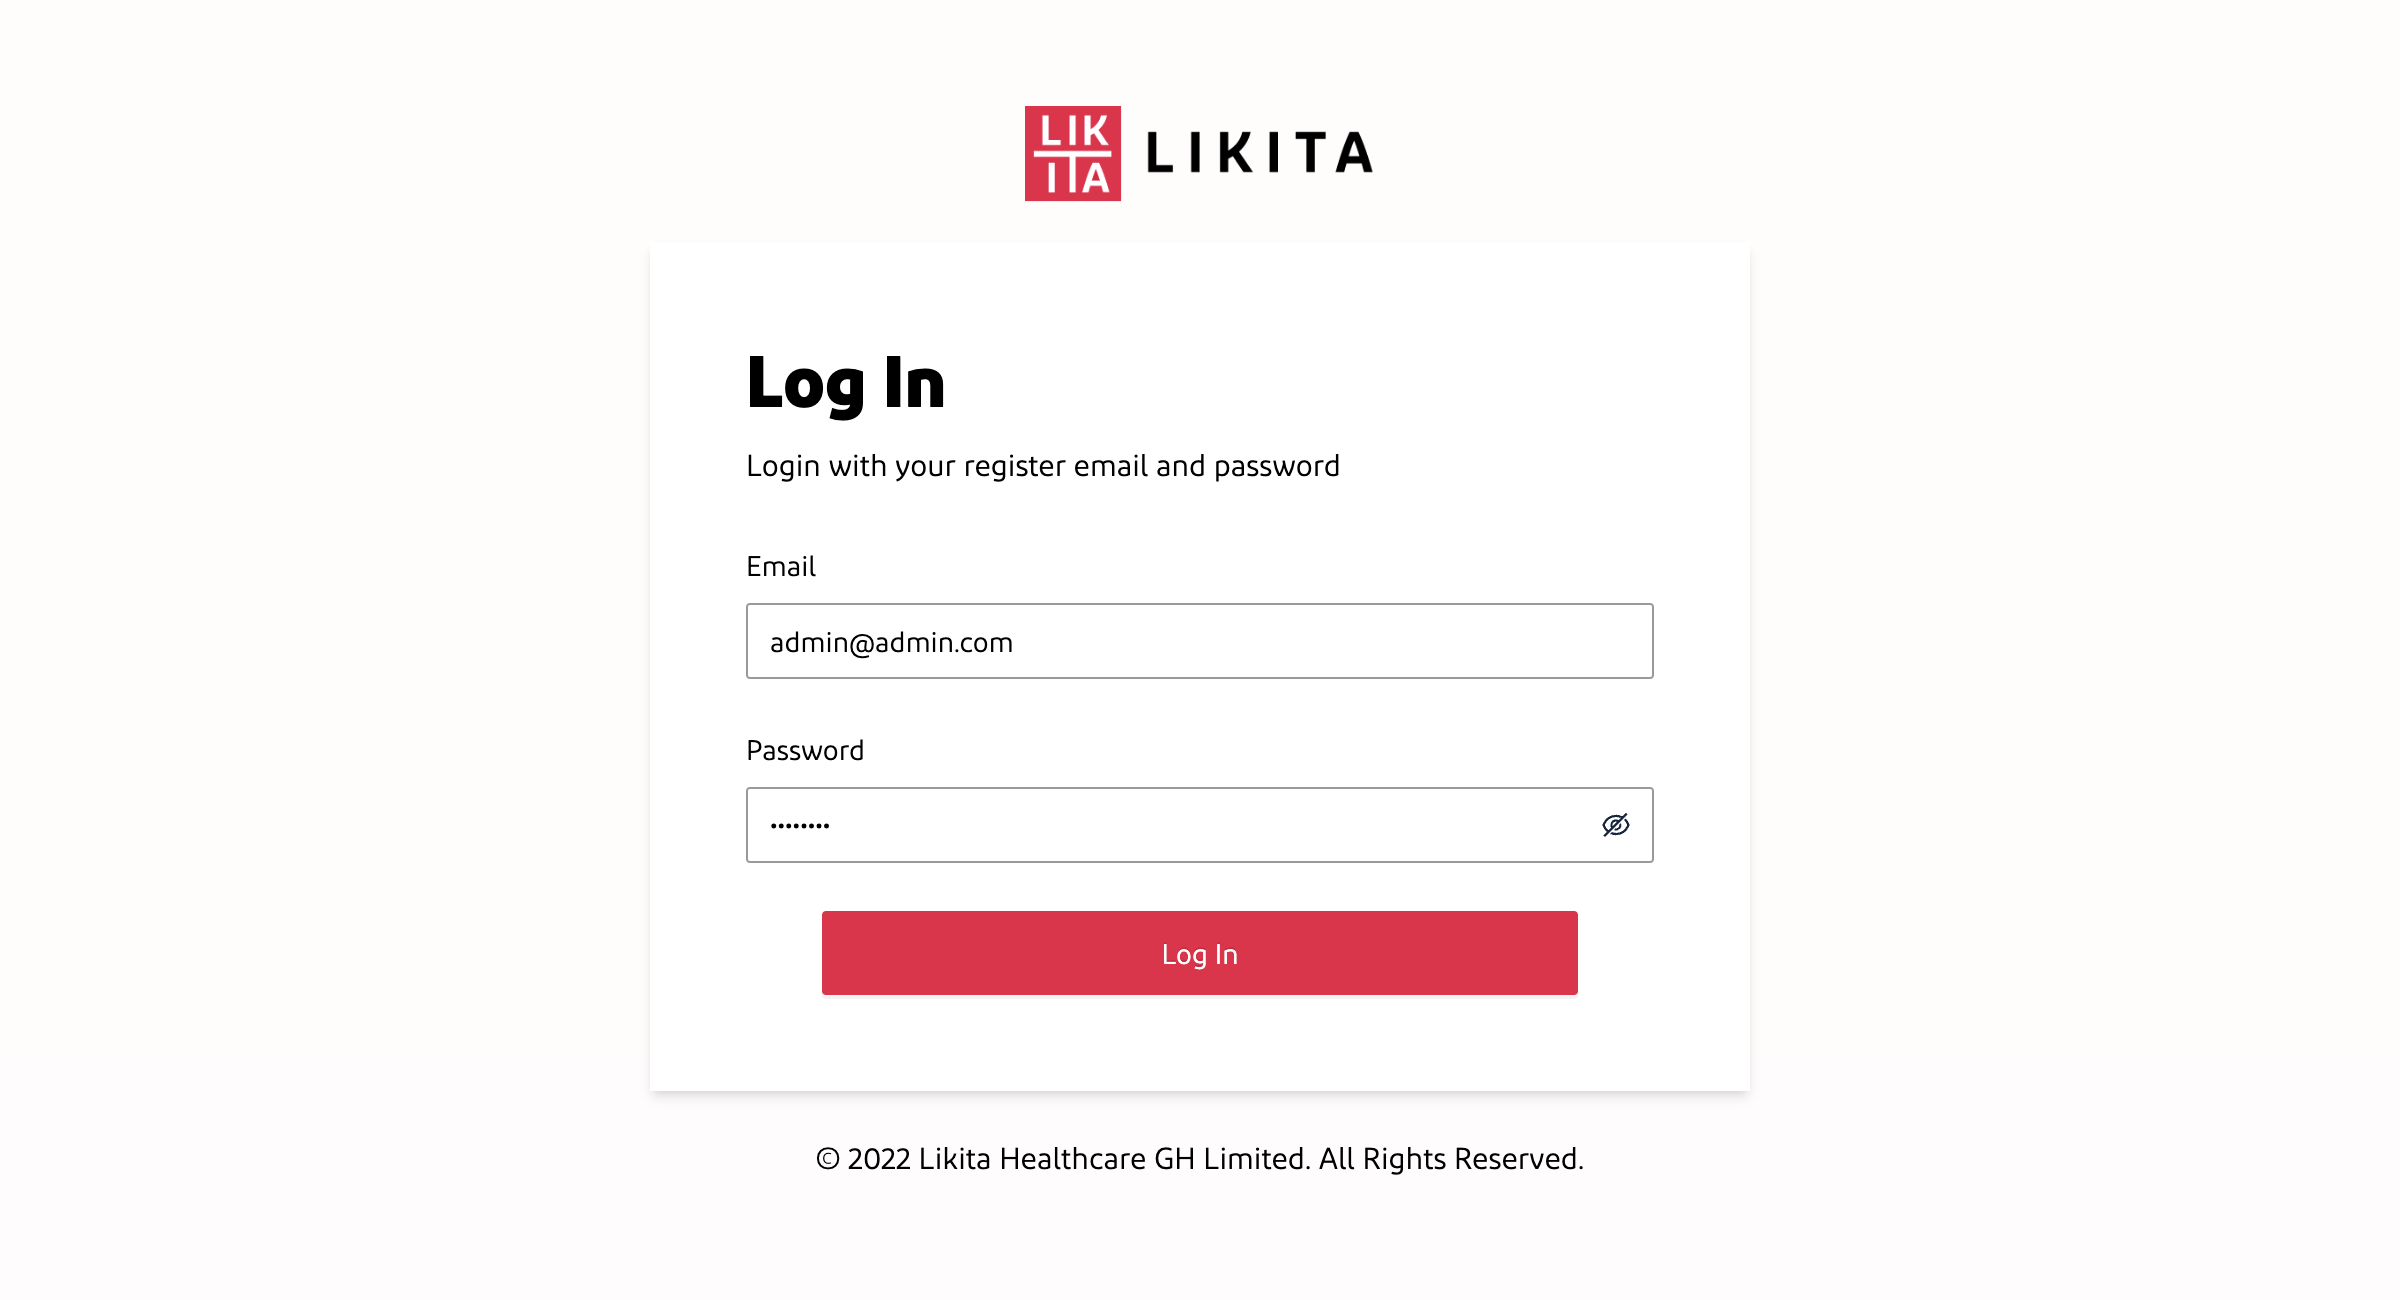 LIK
ITA
LIKITA
Log In
Login with your register email and password
Email
admin@admin.com
Password
••••••••
Log In
© 2022 Likita Healthcare GH Limited. All Rights Reserved.